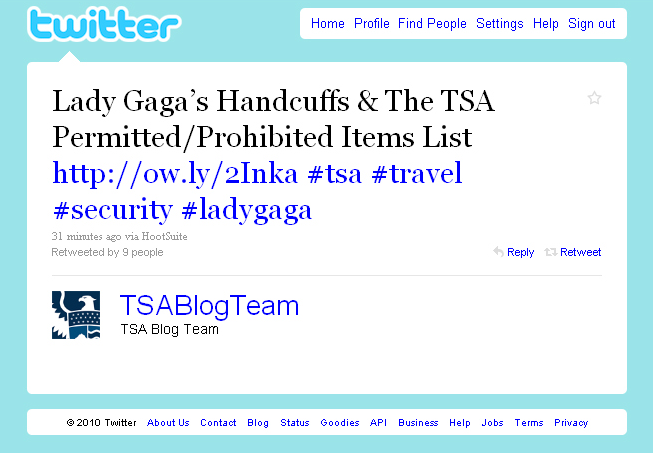 twitter
Home Profile Find People Settings Help Sign out
Lady Gaga’s Handcuffs & The TSA
Permitted/Prohibited Items List
http://ow.ly/2Inka #tsa #travel
#security #ladygaga
31 minutes ago via HootSuite
Retweeted by 9 people
Reply Retweet
TSABlogTeam
TSA Blog Team
© 2010 Twitter About Us Contact Blog Status Goodies API Business Help Jobs Terms Privacy